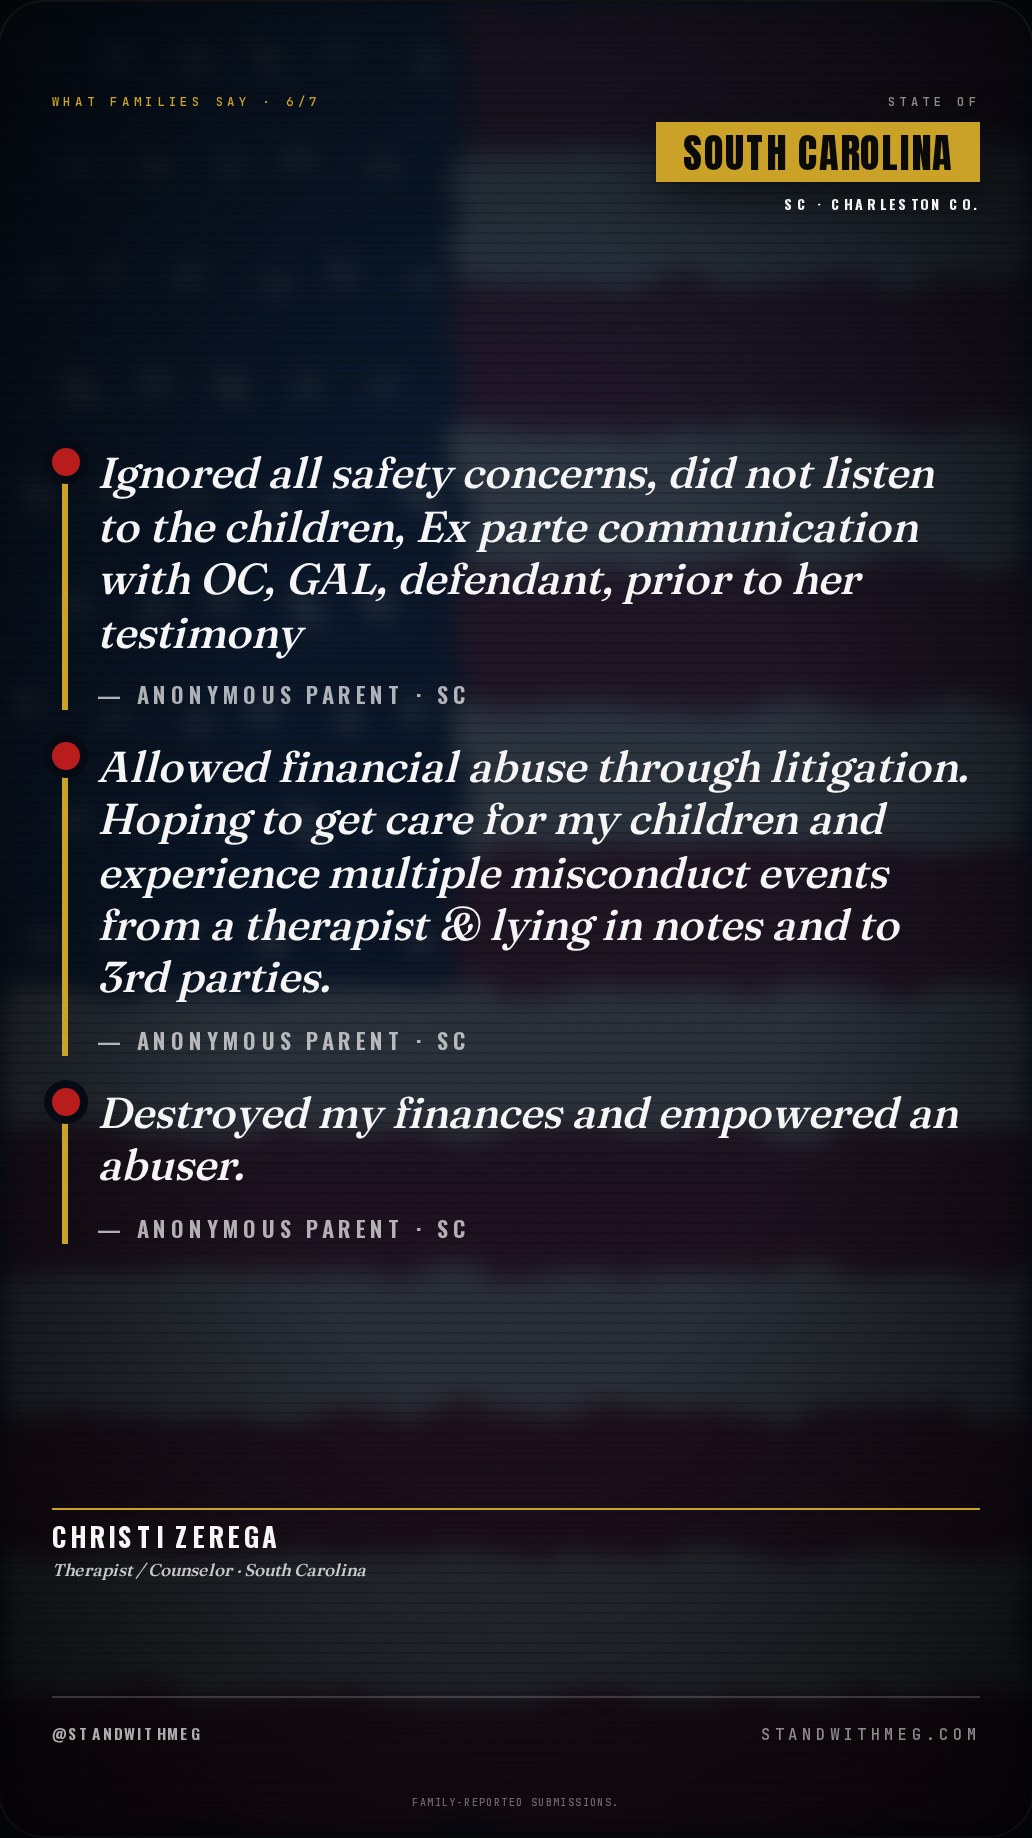 WHAT FAMILIES SAY · 6/7
STATE OF
SOUTH CAROLINA
SC · CHARLESTON CO.
Ignored all safety concerns, did not listen
to the children, Ex parte communication
with OC, GAL, defendant, prior to her
testimony
— ANONYMOUS PARENT · SC
Allowed financial abuse through litigation.
Hoping to get care for my children and
experience multiple misconduct events
from a therapist & lying in notes and to
3rd parties.
— ANONYMOUS PARENT · SC
Destroyed my finances and empowered an
abuser.
— ANONYMOUS PARENT · SC
CHRISTI ZEREGA
Therapist / Counselor · South Carolina
@STANDWITHMEG
STANDWITHMEG.COM
FAMILY-REPORTED SUBMISSIONS.